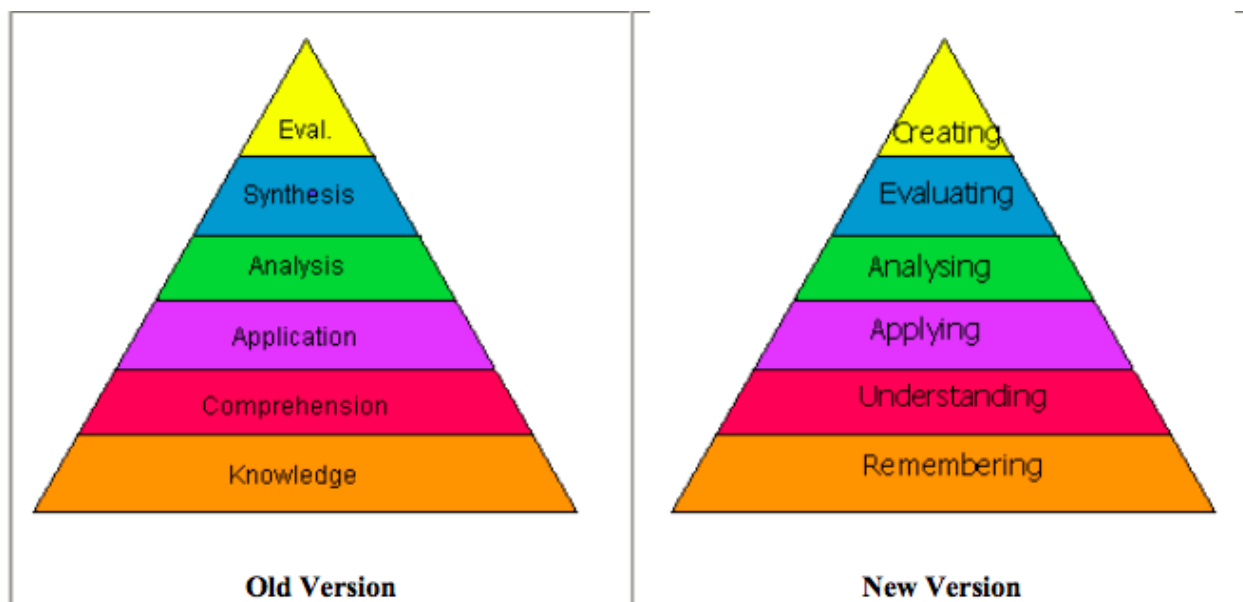 Eval.
Synthesis
Analysis
Application
Comprehension
Knowledge
Old Version
Creating
Evaluating
Analysing
Applying
Understanding
Remembering
New Version